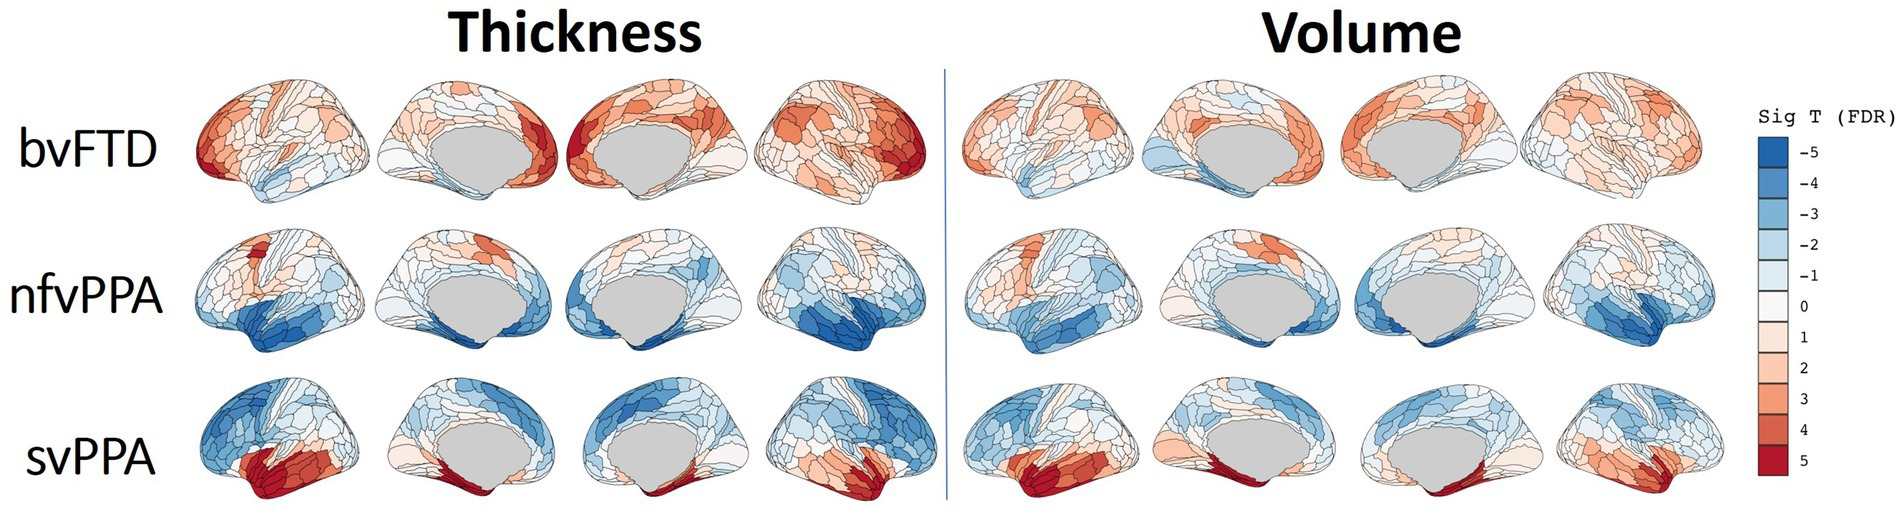 Thickness
Volume
bvFTD
nfvPPA
svPPA
Sig T (FDR)
-5
-4
-3
-2
-1
0
1
2
3
4
5